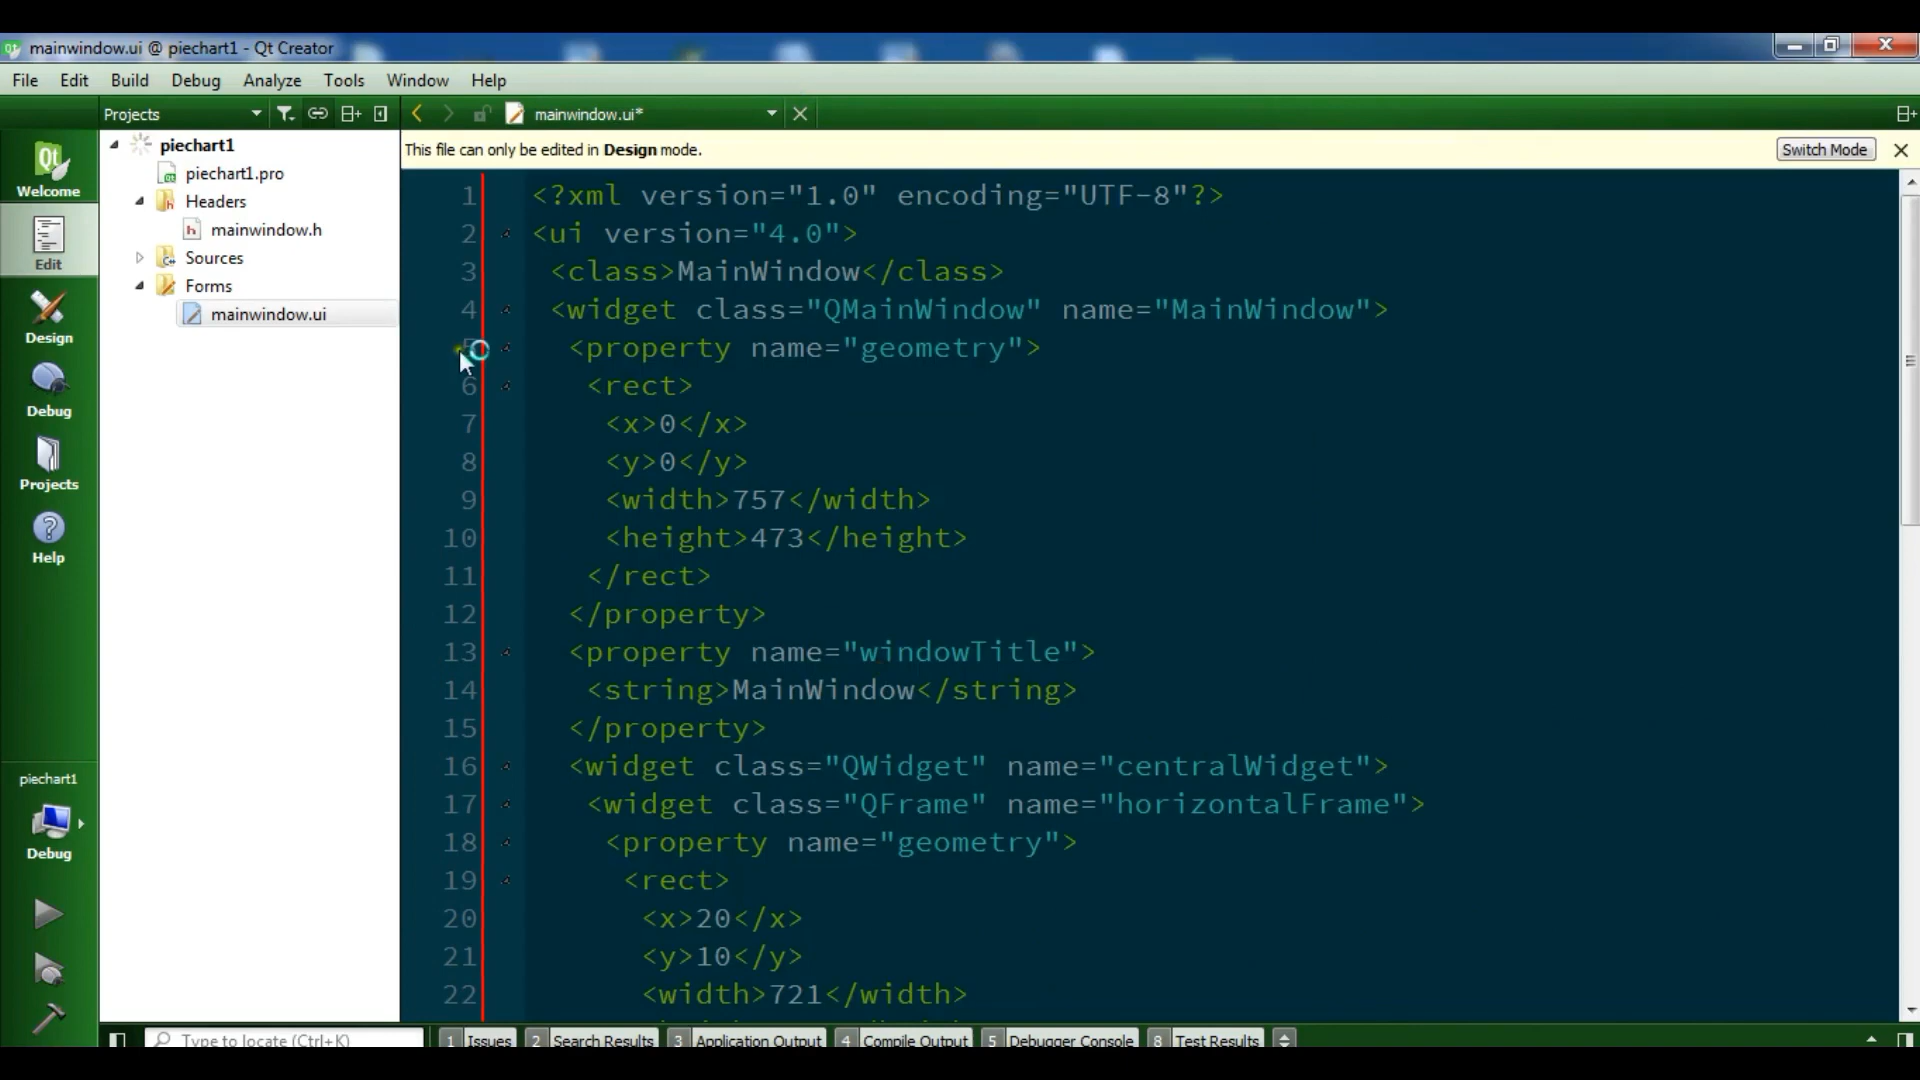 mainwindow.ui @ piechart1 - Qt Creator
File Edit Build Debug Analyze Tools Window Help
Projects
mainwindow.ui*
This file can only be edited in Design mode.
Switch Mode
Qt
Welcome
Edit
Design
Debug
Projects
Help
piechart1
Debug
piechart1
piechart1.pro
Headers
mainwindow.h
Sources
Forms
mainwindow.ui
1 <?xml version="1.0" encoding="UTF-8"?>
2 <ui version="4.0">
3 <class>MainWindow</class>
4 <widget class="QMainWindow" name="MainWindow">
5 <property name="geometry">
6 <rect>
7 <x>0</x>
8 <y>0</y>
9 <width>757</width>
10 <height>473</height>
11 </rect>
12 </property>
13 <property name="windowTitle">
14 <string>MainWindow</string>
15 </property>
16 <widget class="QWidget" name="centralWidget">
17 <widget class="QFrame" name="horizontalFrame">
18 <property name="geometry">
19 <rect>
20 <x>20</x>
21 <y>10</y>
22 <width>721</width>
Type to locate (Ctrl+K)
1 Issues 2 Search Results 3 Application Output 4 Compile Output 5 Debugger Console 8 Test Results